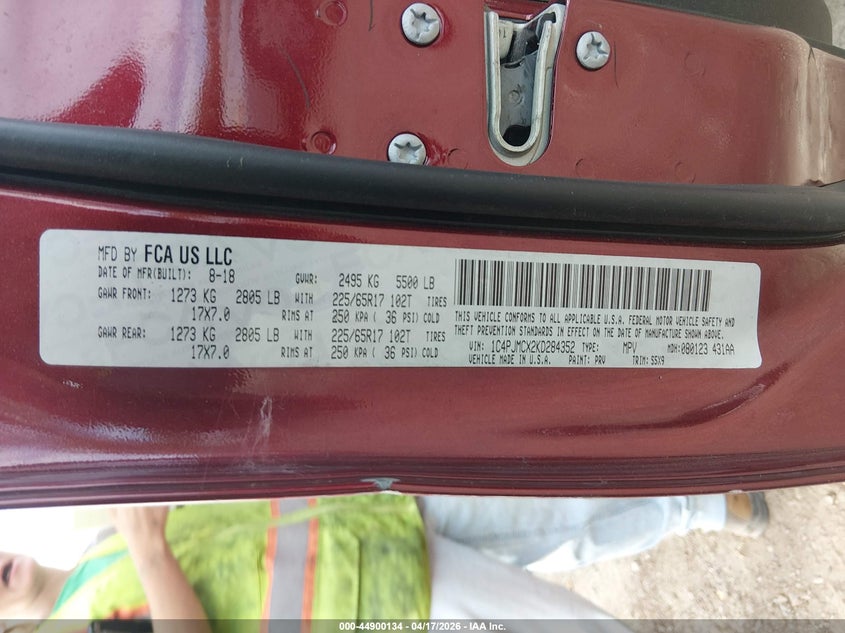 MFD BY FCA US LLC
DATE OF MFR(BUILT): 8-18 GVWR: 2495 KG 5500 LB
GAWR FRONT: 1273 KG 2805 LB WITH 225/65R17 102T TIRES
17X7.0 RIMS AT 250 KPA ( 36 PSI) COLD
GAWR REAR: 1273 KG 2805 LB WITH 225/65R17 102T TIRES
17X7.0 RIMS AT 250 KPA ( 36 PSI) COLD
THIS VEHICLE CONFORMS TO ALL APPLICABLE U.S.A. FEDERAL MOTOR VEHICLE SAFETY AND
THEFT PREVENTION STANDARDS IN EFFECT ON THE DATE OF MANUFACTURE SHOWN ABOVE.
VIN: 1C4PJMCX2KD284352 TYPE: MPV MDH: 080123 431AA
VEHICLE MADE IN U.S.A. PAINT: PRV TRIM: S5X9
000-44900134 - 04/17/2026 - IAA Inc.